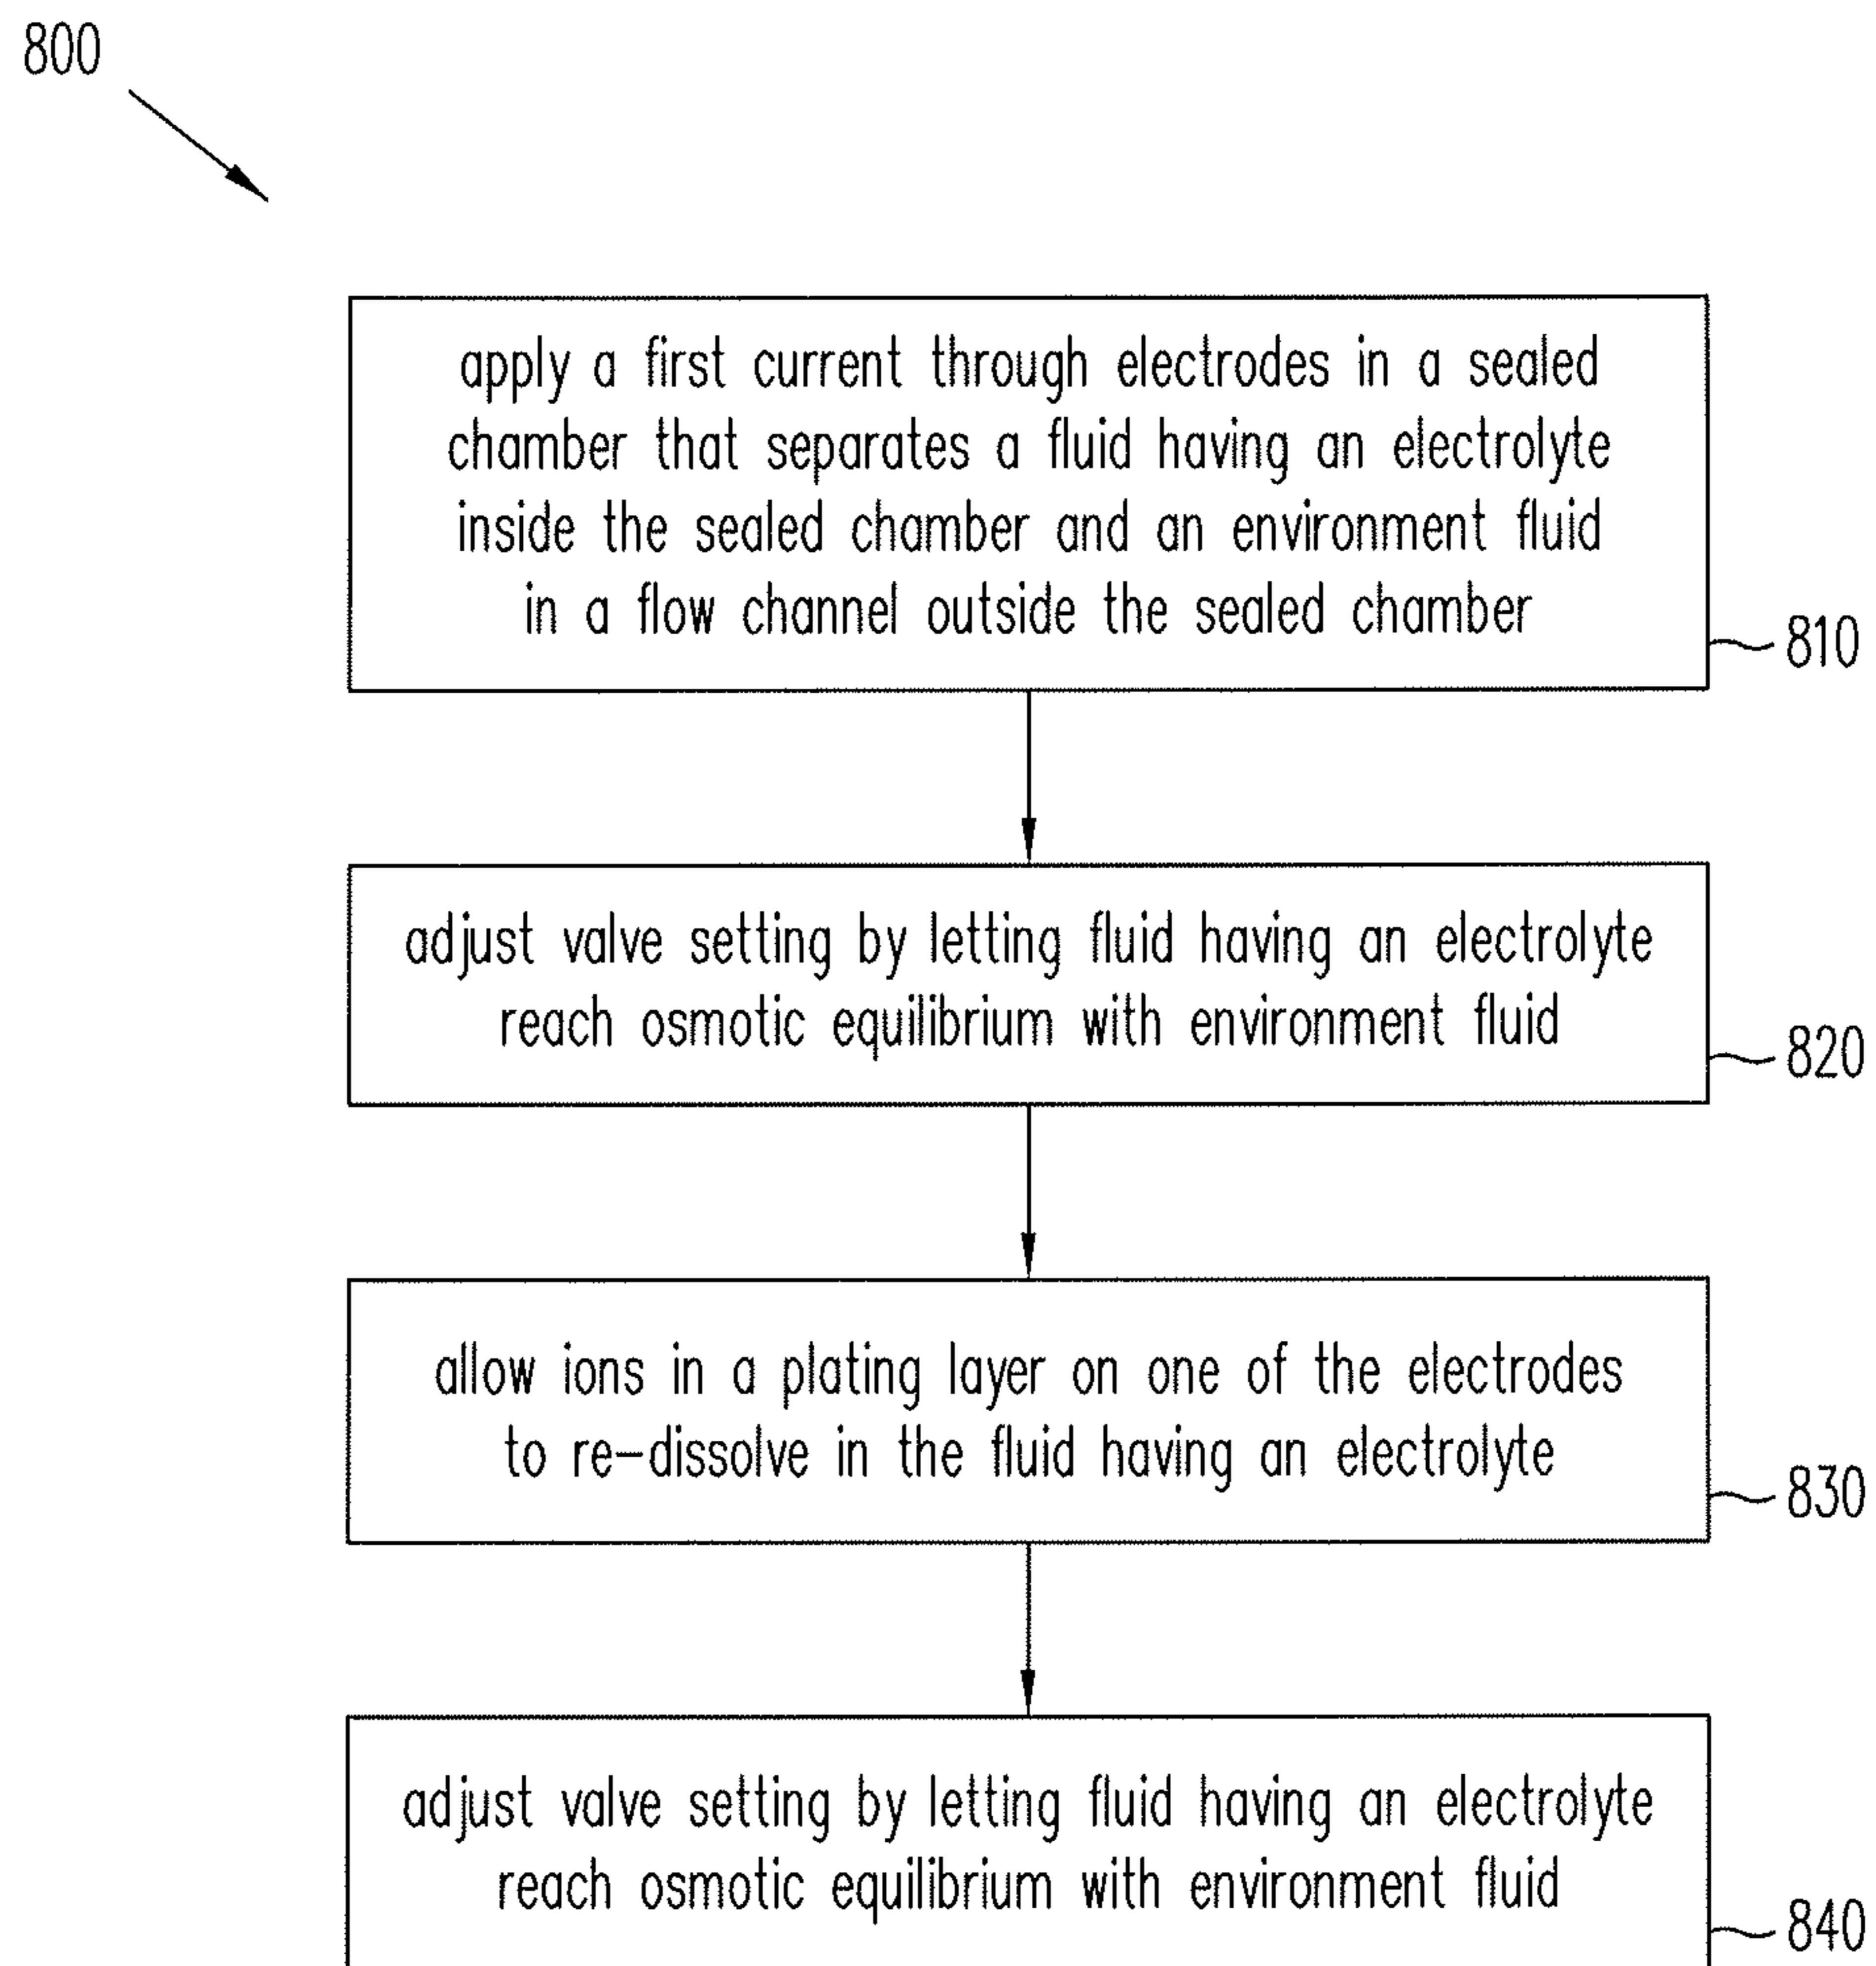 800
apply a first current through electrodes in a sealed
chamber that separates a fluid having an electrolyte
inside the sealed chamber and an environment fluid
in a flow channel outside the sealed chamber
810
adjust valve setting by letting fluid having an electrolyte
reach osmotic equilibrium with environment fluid
820
allow ions in a plating layer on one of the electrodes
to re-dissolve in the fluid having an electrolyte
830
adjust valve setting by letting fluid having an electrolyte
reach osmotic equilibrium with environment fluid
840